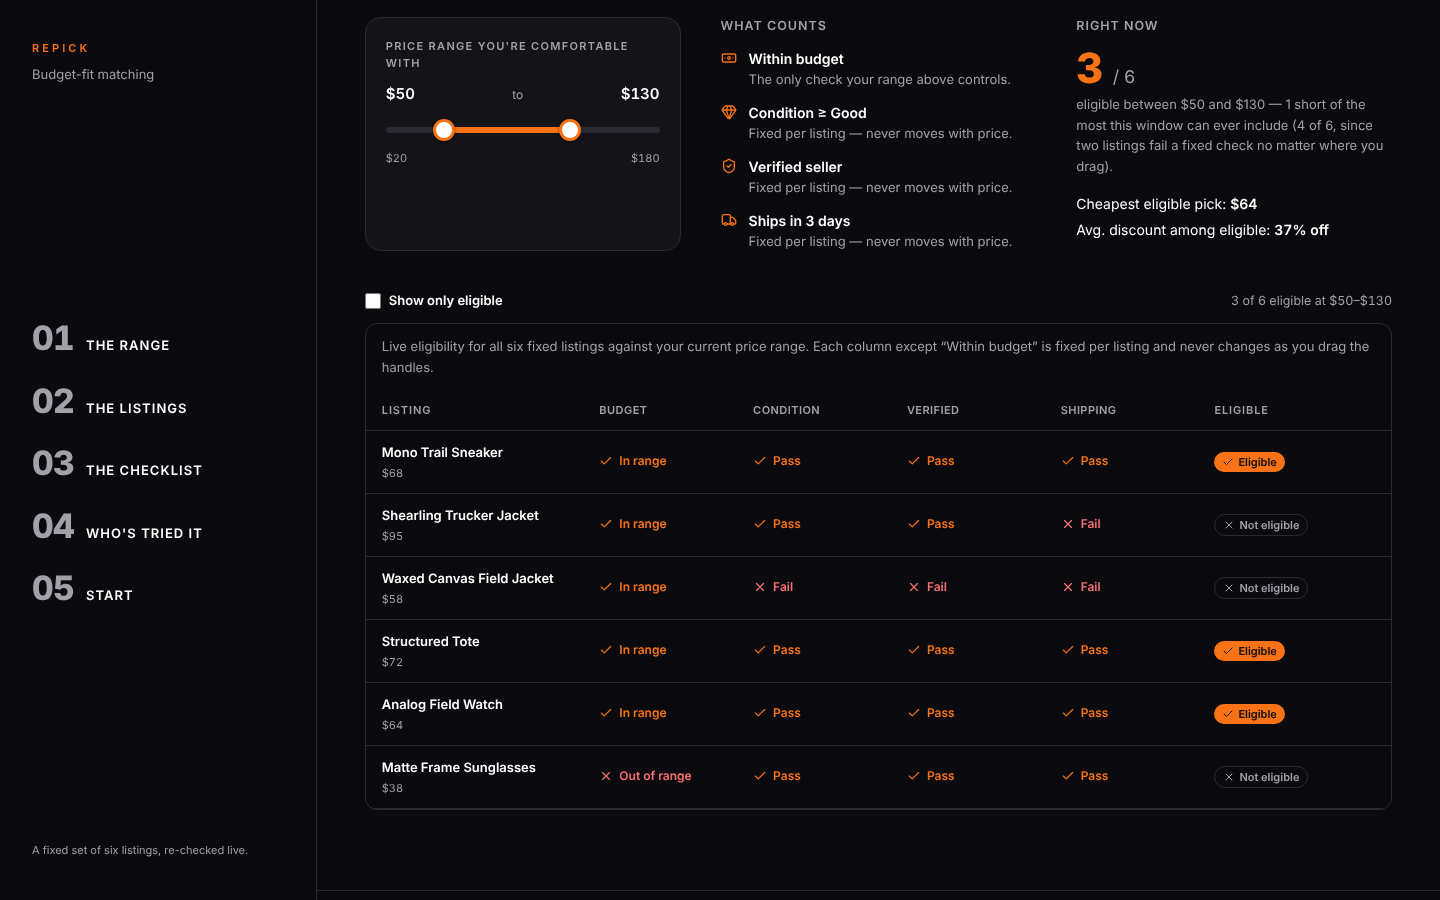 REPICK
Budget-fit matching
01 THE RANGE
02 THE LISTINGS
03 THE CHECKLIST
04 WHO'S TRIED IT
05 START
A fixed set of six listings, re-checked live.
PRICE RANGE YOU'RE COMFORTABLE
WITH
$50 to $130
$20 $180
WHAT COUNTS
Within budget
The only check your range above controls.
Condition ≥ Good
Fixed per listing — never moves with price.
Verified seller
Fixed per listing — never moves with price.
Ships in 3 days
Fixed per listing — never moves with price.
RIGHT NOW
3 / 6
eligible between $50 and $130 — 1 short of the
most this window can ever include (4 of 6, since
two listings fail a fixed check no matter where you
drag).
Cheapest eligible pick: $64
Avg. discount among eligible: 37% off
Show only eligible
3 of 6 eligible at $50–$130
Live eligibility for all six fixed listings against your current price range. Each column except “Within budget” is fixed per listing and never changes as you drag the
handles.
LISTING BUDGET CONDITION VERIFIED SHIPPING ELIGIBLE
Mono Trail Sneaker
$68
In range Pass Pass Pass Eligible
Shearling Trucker Jacket
$95
In range Pass Pass Fail Not eligible
Waxed Canvas Field Jacket
$58
In range Fail Fail Fail Not eligible
Structured Tote
$72
In range Pass Pass Pass Eligible
Analog Field Watch
$64
In range Pass Pass Pass Eligible
Matte Frame Sunglasses
$38
Out of range Pass Pass Pass Not eligible